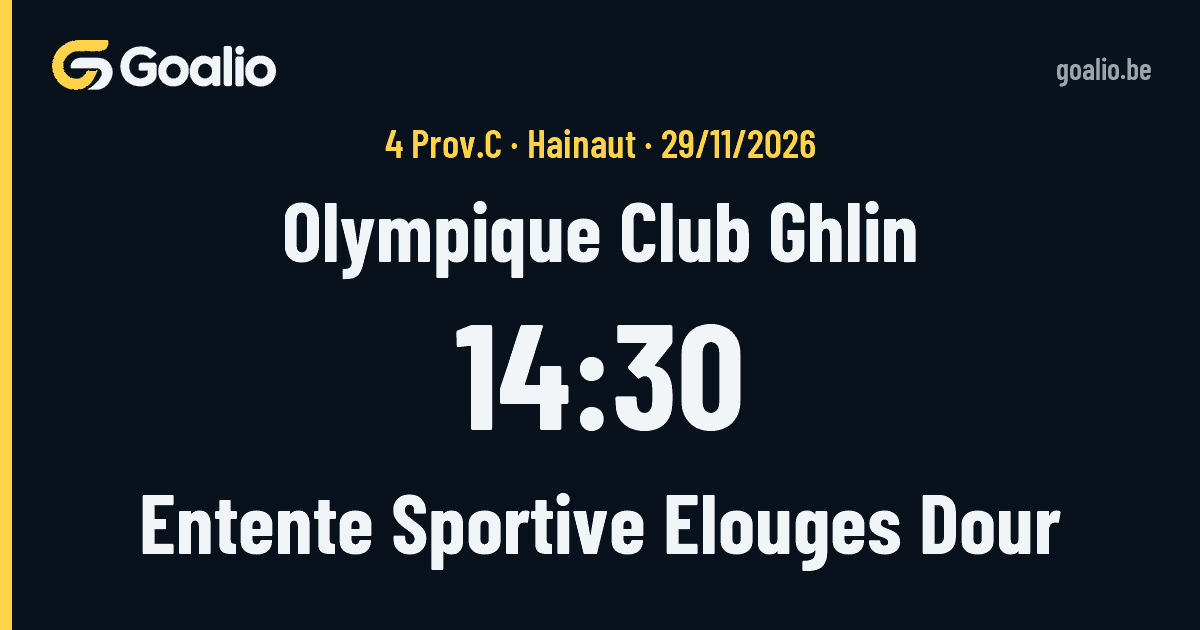 Goalio
goalio.be
4 Prov.C · Hainaut · 29/11/2026
Olympique Club Ghlin
14:30
Entente Sportive Elouges Dour